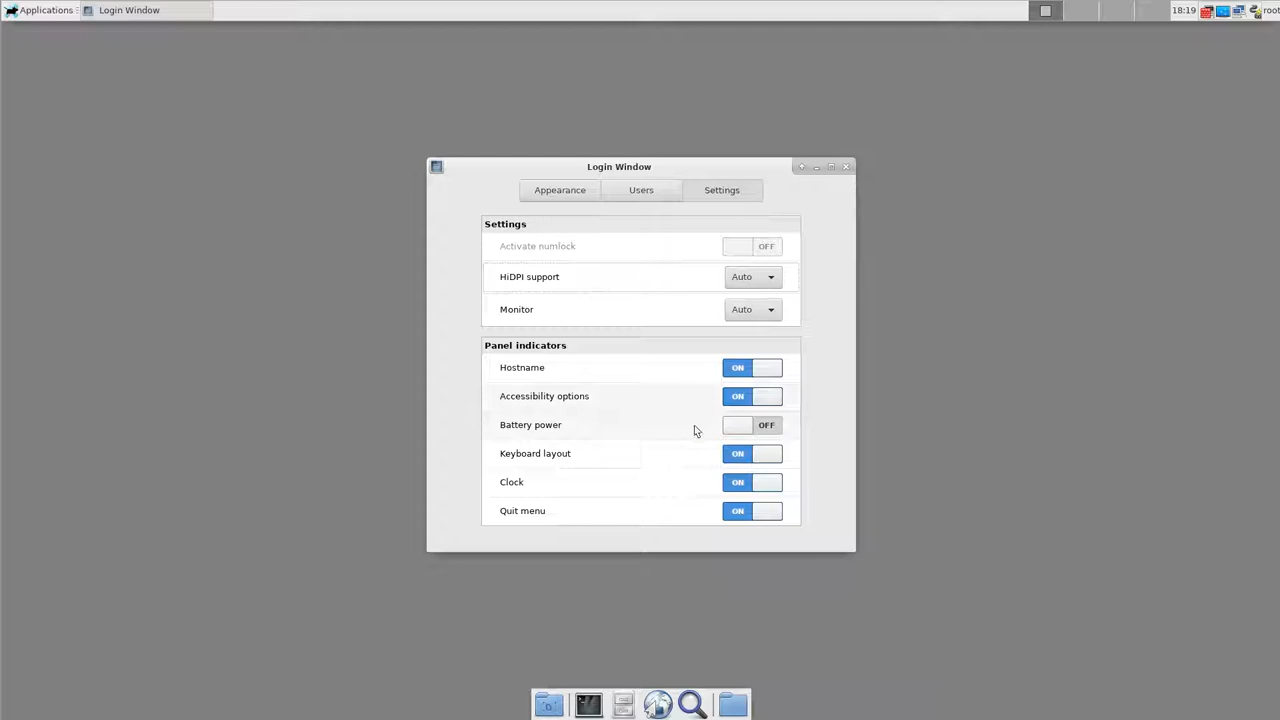 Applications
Login Window
18:19
root
Login Window
Appearance
Users
Settings
Settings
Activate numlock
OFF
HiDPI support
Auto
Monitor
Auto
Panel indicators
Hostname
ON
Accessibility options
ON
Battery power
OFF
Keyboard layout
ON
Clock
ON
Quit menu
ON